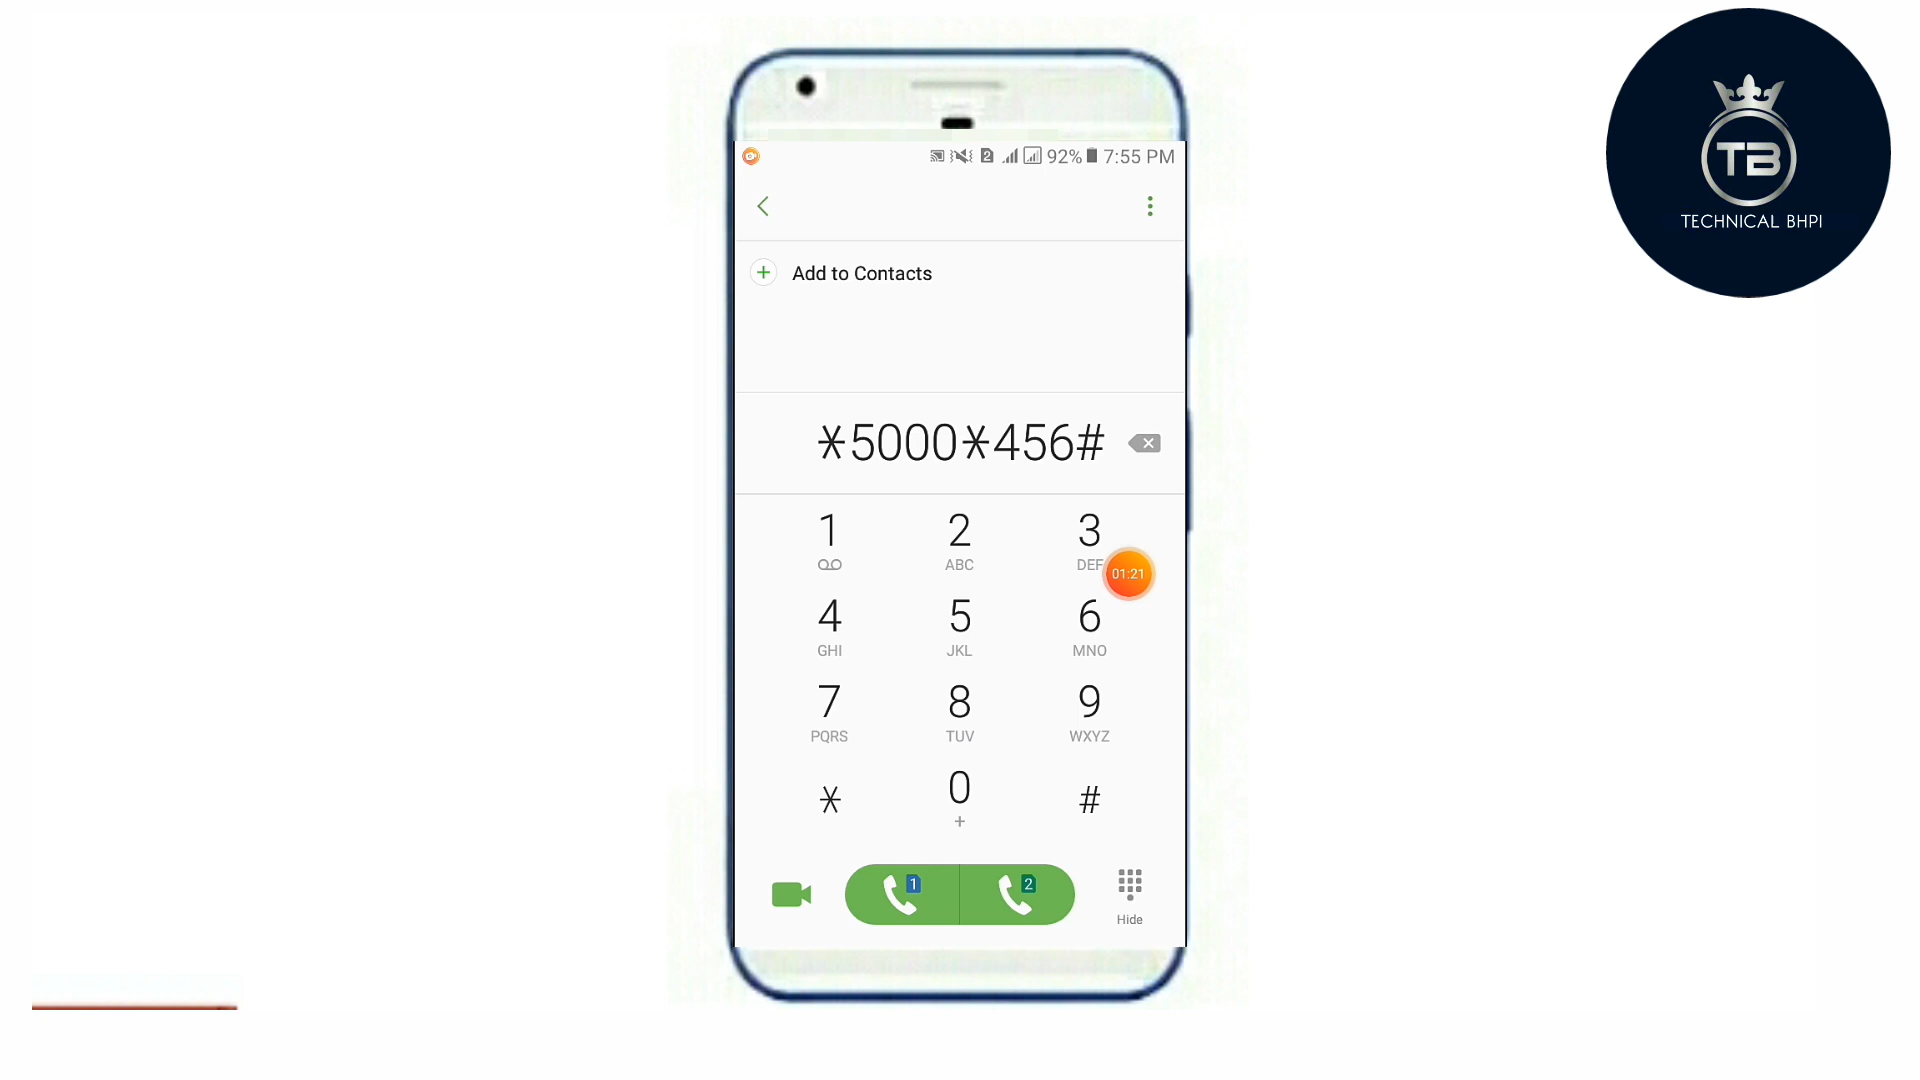 92% 7:55 PM
TB
TECHNICAL BHPI
Add to Contacts
*5000*456#
1 2 3
ABC DEF
01:21
4 5 6
GHI JKL MNO
7 8 9
PQRS TUV WXYZ
* 0 #
+
1 2
Hide